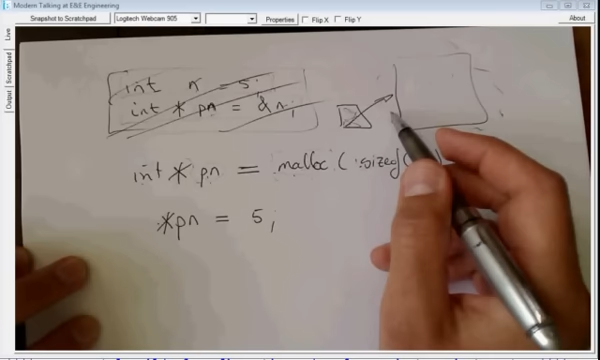 Modern Talking at E&E Engineering
Snapshot to Scratchpad
Logitech Webcam 905
Properties
Flip X
Flip Y
About
Live
Scratchpad
Output
int n = 5;
int * pn = &n;
int * pn = malloc ( sizeof(
*pn = 5;